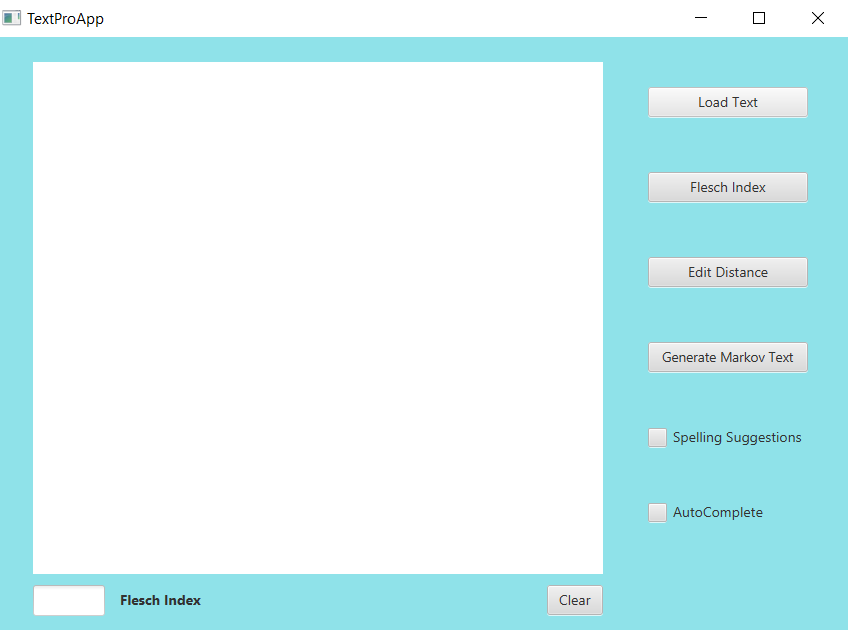 TextProApp
Load Text
Flesch Index
Edit Distance
Generate Markov Text
Spelling Suggestions
AutoComplete
Flesch Index
Clear